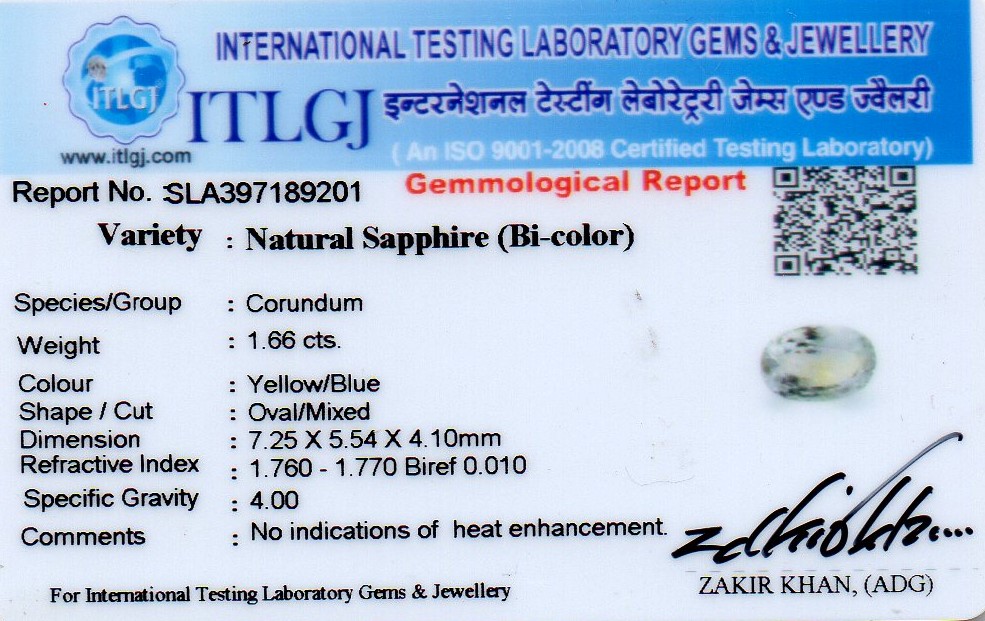 INTERNATIONAL TESTING LABORATORY GEMS & JEWELLERY
ITLGJ
ITLGJ
इन्टरनेशनल टेस्टींग लेबोरेट्ररी जेम्स एण्ड ज्वैलरी
www.itlgj.com
( An ISO 9001-2008 Certified Testing Laboratory)
Report No. : SLA397189201
Gemmological Report
Variety : Natural Sapphire (Bi-color)
Species/Group : Corundum
Weight : 1.66 cts.
Colour : Yellow/Blue
Shape / Cut : Oval/Mixed
Dimension : 7.25 X 5.54 X 4.10mm
Refractive Index : 1.760 - 1.770 Biref 0.010
Specific Gravity : 4.00
Comments : No indications of heat enhancement.
ZAKIR KHAN, (ADG)
For International Testing Laboratory Gems & Jewellery